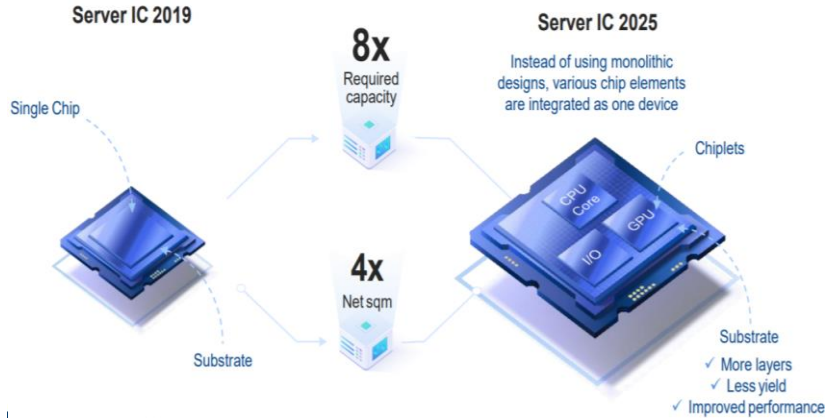 Server IC 2019
Single Chip
Substrate
8x
Required
capacity
4x
Net sqm
Server IC 2025
Instead of using monolithic
designs, various chip elements
are integrated as one device
Chiplets
CPU
Core
GPU
I/O
Substrate
✓ More layers
✓ Less yield
✓ Improved performance